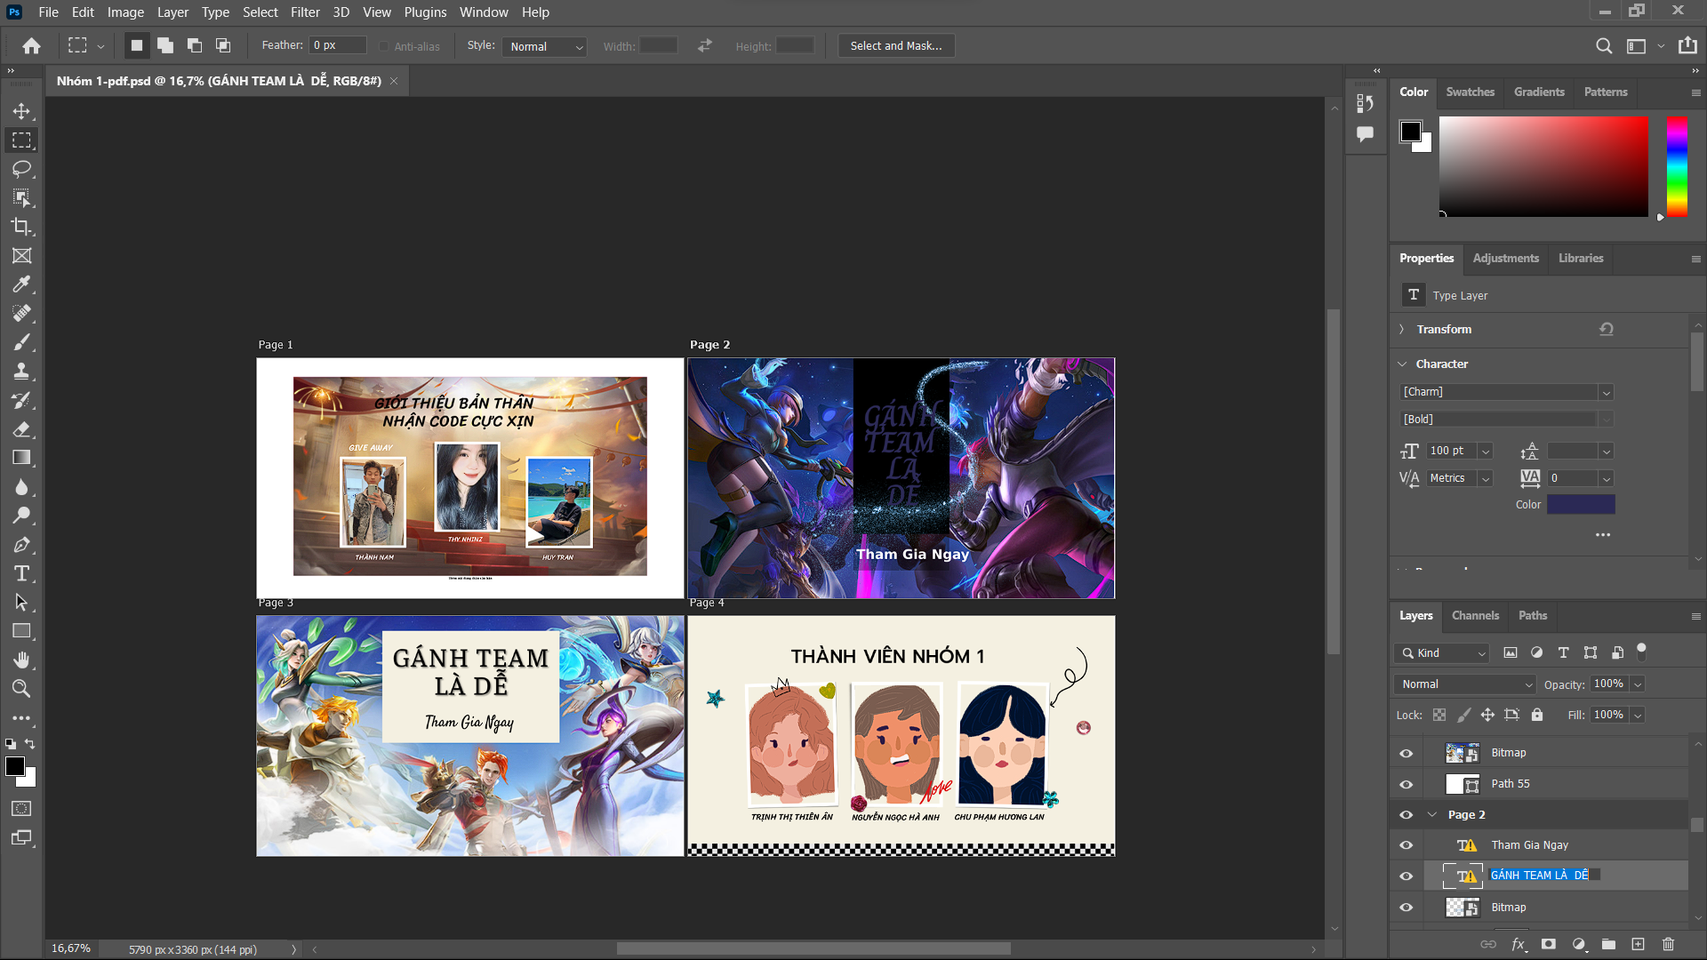 File Edit Image Layer Type Select Filter 3D View Plugins Window Help
Feather: 0 px Anti-alias Style: Normal Width: Height: Select and Mask...
Nhóm 1-pdf.psd @ 16,7% (GÁNH TEAM LÀ  DỄ, RGB/8#)
Page 1
GIỚI THIỆU BẢN THÂN
NHẬN CODE CỰC XỊN
GIVE AWAY
THÀNH NAM
THY NHINZ
HUY TRAN
Page 2
GÁNH
TEAM
LÀ
DỄ
Tham Gia Ngay
Page 3
GÁNH TEAM
LÀ DỄ
Tham Gia Ngay
Page 4
THÀNH VIÊN NHÓM 1
Love
TRỊNH THỊ THIÊN ÂN
NGUYỄN NGỌC HÀ ANH
CHU PHẠM HƯƠNG LAN
16,67% 5790 px x 3360 px (144 ppi)
Color Swatches Gradients Patterns
Properties Adjustments Libraries
Type Layer
Transform
Character
[Charm]
[Bold]
100 pt
Metrics 0
Color
Layers Channels Paths
Kind
Normal Opacity: 100%
Lock: Fill: 100%
Bitmap
Path 55
Page 2
Tham Gia Ngay
GÁNH TEAM LÀ  DỄ
Bitmap